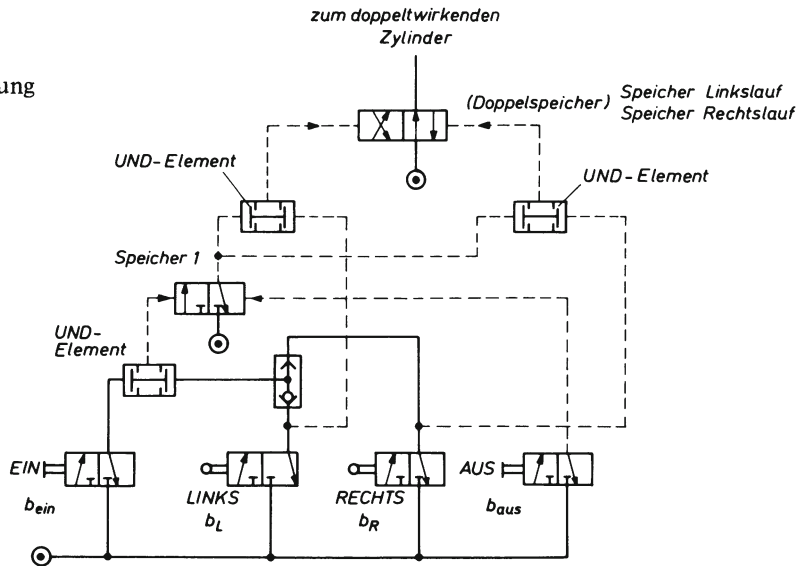 zum doppeltwirkenden
Zylinder
(Doppelspeicher) Speicher Linkslauf
Speicher Rechtslauf
UND-Element
UND-Element
Speicher 1
UND-
Element
EIN
b_ein
LINKS
b_L
RECHTS
b_R
AUS
b_aus